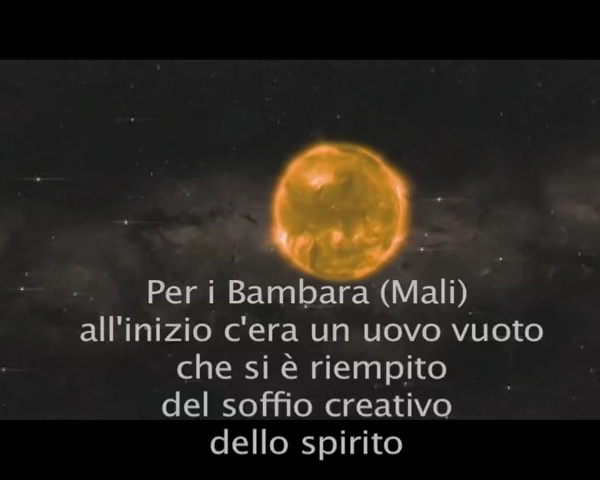 Per i Bambara (Mali)
all'inizio c'era un uovo vuoto
che si è riempito
del soffio creativo
dello spirito